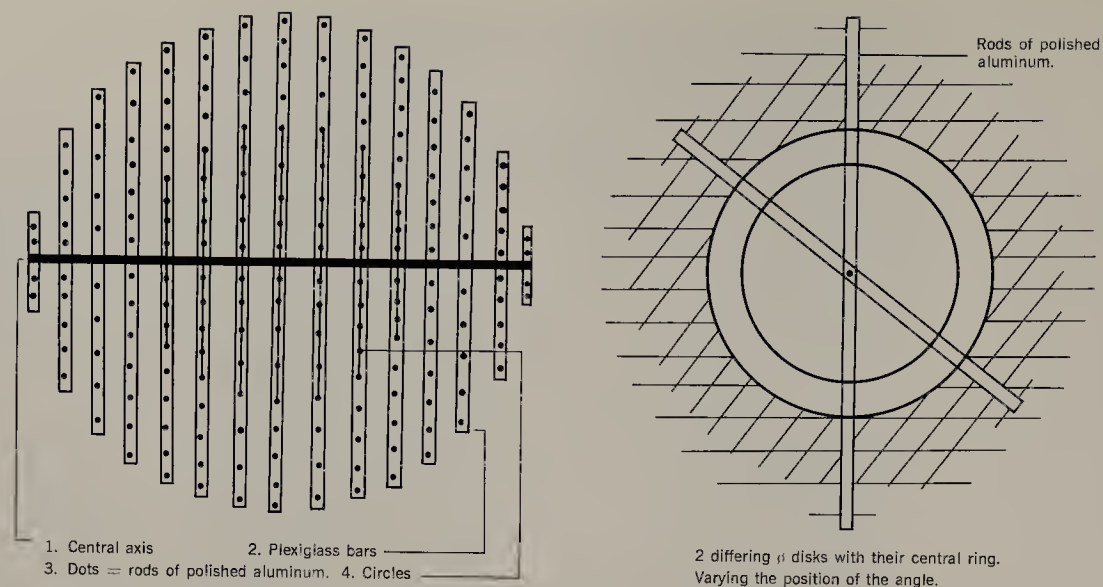 1. Central axis 2. Plexiglass bars
3. Dots = rods of polished aluminum. 4. Circles
Rods of polished
aluminum.
2 differing disks with their central ring.
Varying the position of the angle.